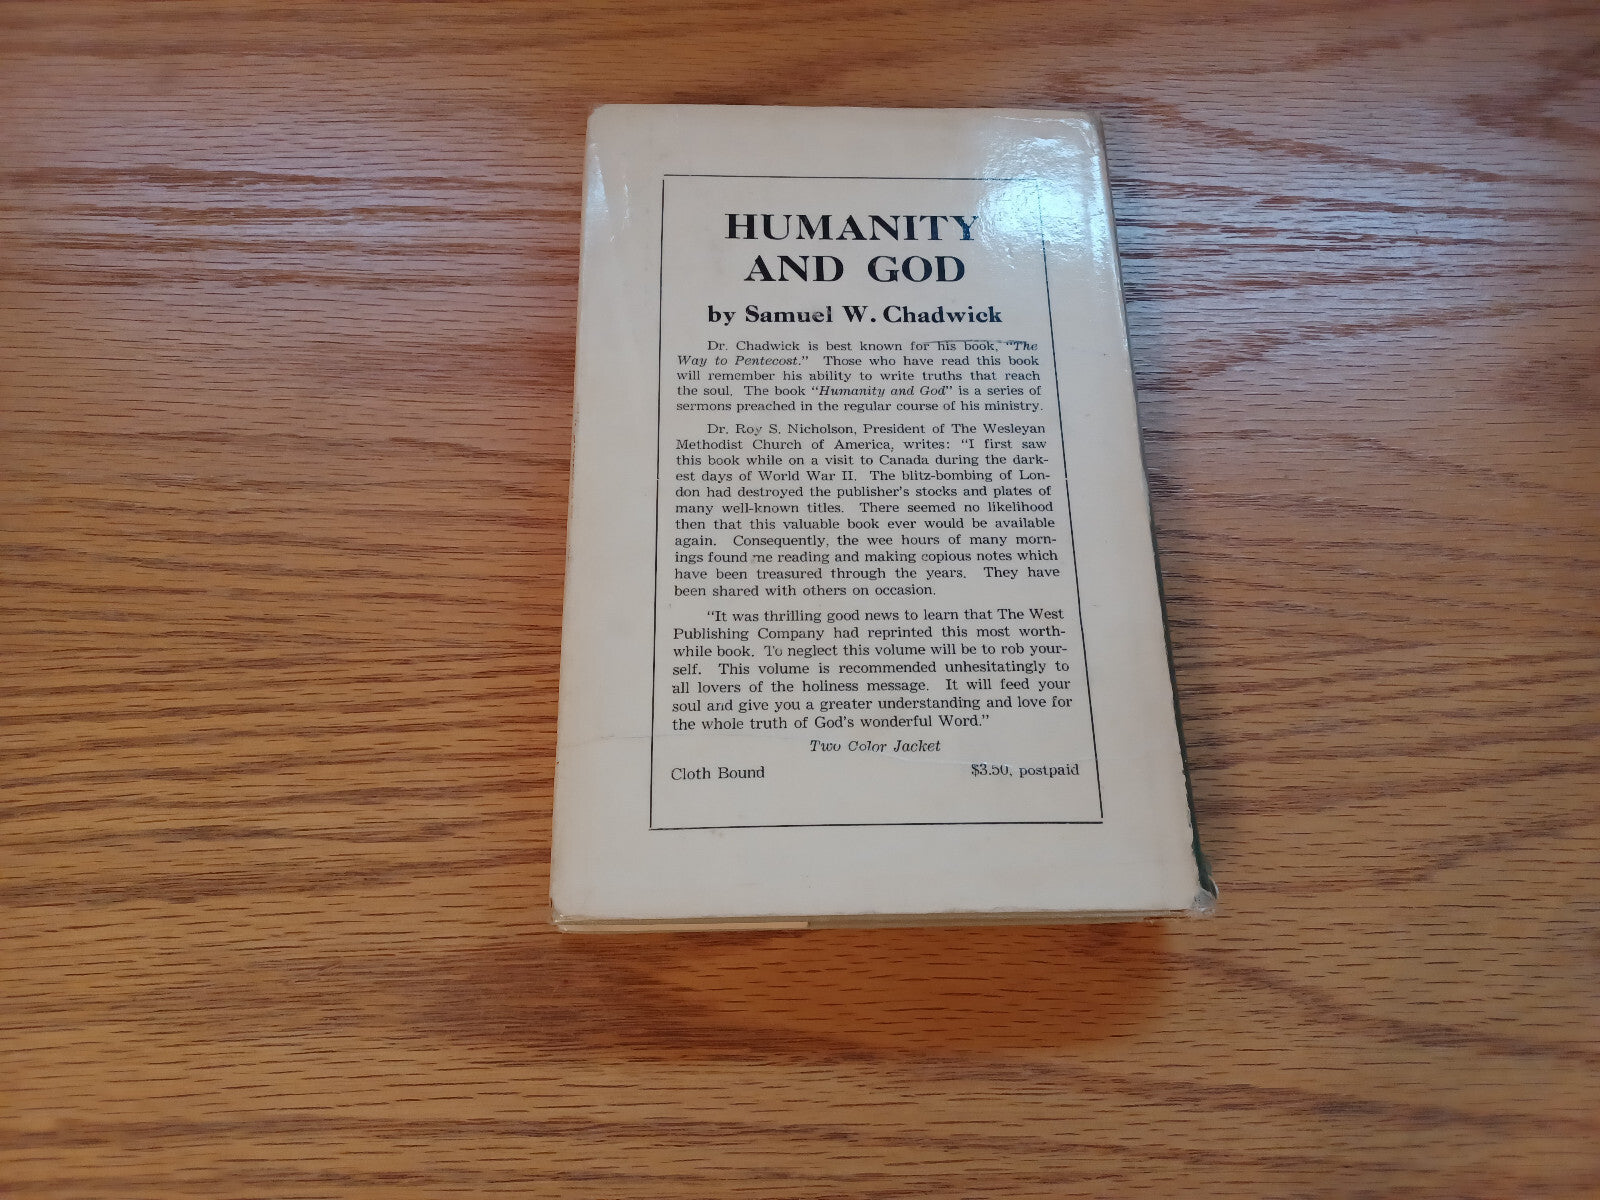 HUMANITY
AND GOD
by Samuel W. Chadwick
Dr. Chadwick is best known for his book, "The
Way to Pentecost." Those who have read this book
will remember his ability to write truths that reach
the soul. The book "Humanity and God" is a series of
sermons preached in the regular course of his ministry.
Dr. Roy S. Nicholson, President of The Wesleyan
Methodist Church of America, writes: "I first saw
this book while on a visit to Canada during the dark-
est days of World War II. The blitz-bombing of Lon-
don had destroyed the publisher's stocks and plates of
many well-known titles. There seemed no likelihood
then that this valuable book ever would be available
again. Consequently, the wee hours of many morn-
ings found me reading and making copious notes which
have been treasured through the years. They have
been shared with others on occasion.
"It was thrilling good news to learn that The West
Publishing Company had reprinted this most worth-
while book. To neglect this volume will be to rob your-
self. This volume is recommended unhesitatingly to
all lovers of the holiness message. It will feed your
soul and give you a greater understanding and love for
the whole truth of God's wonderful Word."
Two Color Jacket
Cloth Bound $3.50, postpaid